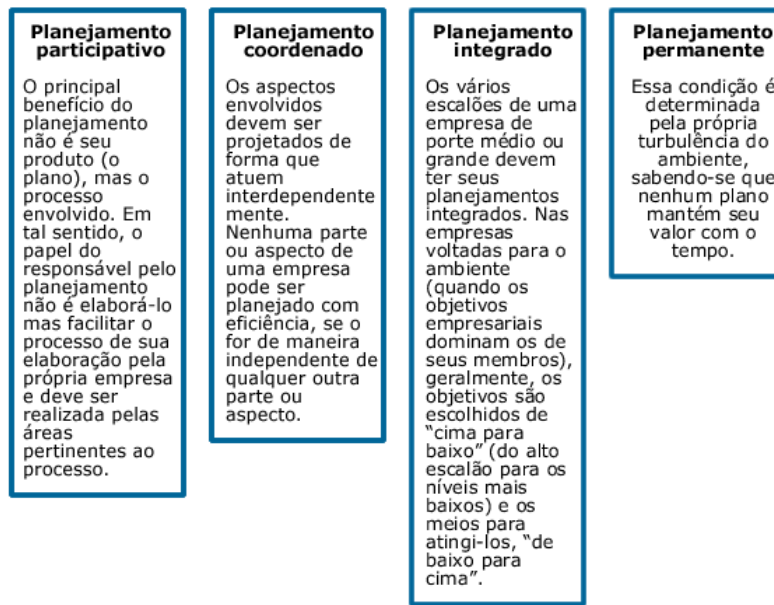 Planejamento
participativo
O principal
benefício do
planejamento
não é seu
produto (o
plano), mas o
processo
envolvido. Em
tal sentido, o
papel do
responsável pelo
planejamento
não é elaborá-lo
mas facilitar o
processo de sua
elaboração pela
própria empresa
e deve ser
realizada pelas
áreas
pertinentes ao
processo.
Planejamento
coordenado
Os aspectos
envolvidos
devem ser
projetados de
forma que
atuem
interdependente
mente.
Nenhuma parte
ou aspecto de
uma empresa
pode ser
planejado com
eficiência, se o
for de maneira
independente de
qualquer outra
parte ou
aspecto.
Planejamento
integrado
Os vários
escalões de uma
empresa de
porte médio ou
grande devem
ter seus
planejamentos
integrados. Nas
empresas
voltadas para o
ambiente
(quando os
objetivos
empresariais
dominam os de
seus membros),
geralmente, os
objetivos são
escolhidos de
“cima para
baixo” (do alto
escalão para os
níveis mais
baixos) e os
meios para
atingi-los, “de
baixo para
cima”.
Planejamento
permanente
Essa condição é
determinada
pela própria
turbulência do
ambiente,
sabendo-se que
nenhum plano
mantém seu
valor com o
tempo.